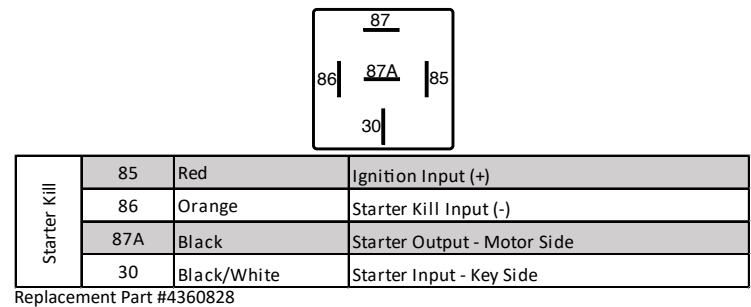 87
86 87A 85
30
Starter Kill
85 Red Ignition Input (+)
86 Orange Starter Kill Input (-)
87A Black Starter Output - Motor Side
30 Black/White Starter Input - Key Side
Replacement Part #4360828